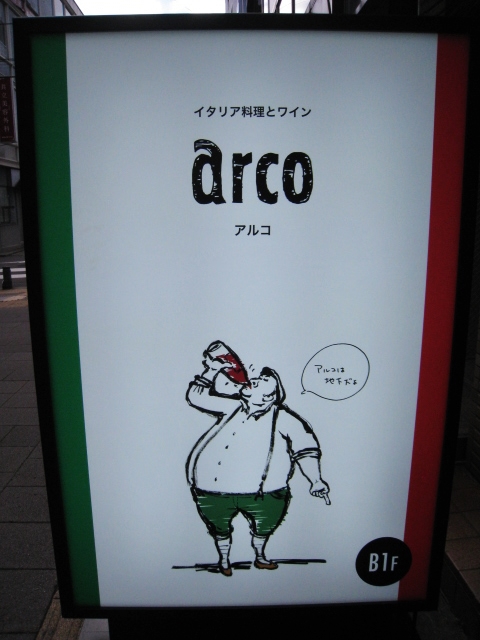 イタリア料理とワイン
arco
アルコ
アルコは
地下だよ
B1F